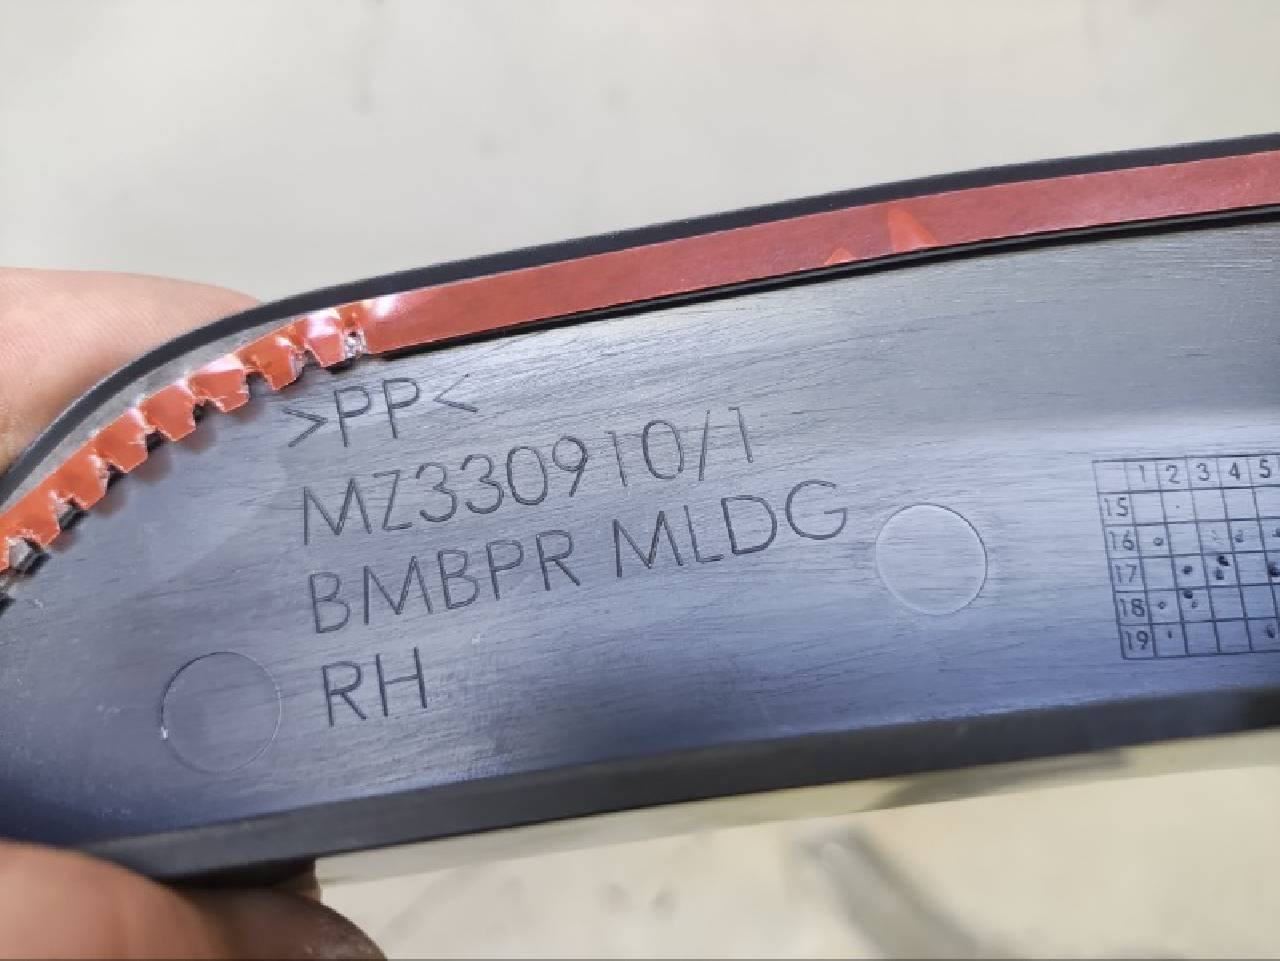 >PP<
MZ330910/1
BMBPR MLDG
RH
1 2 3 4 5
15
16
17
18
19